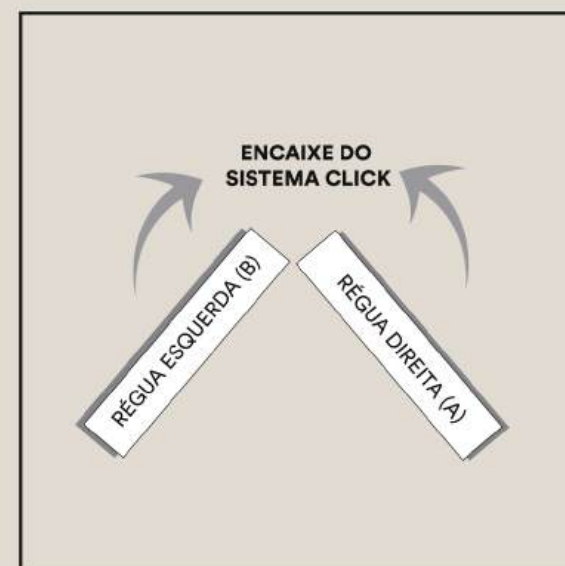 ENCAIXE DO
SISTEMA CLICK
RÉGUA ESQUERDA (B)
RÉGUA DIREITA (A)